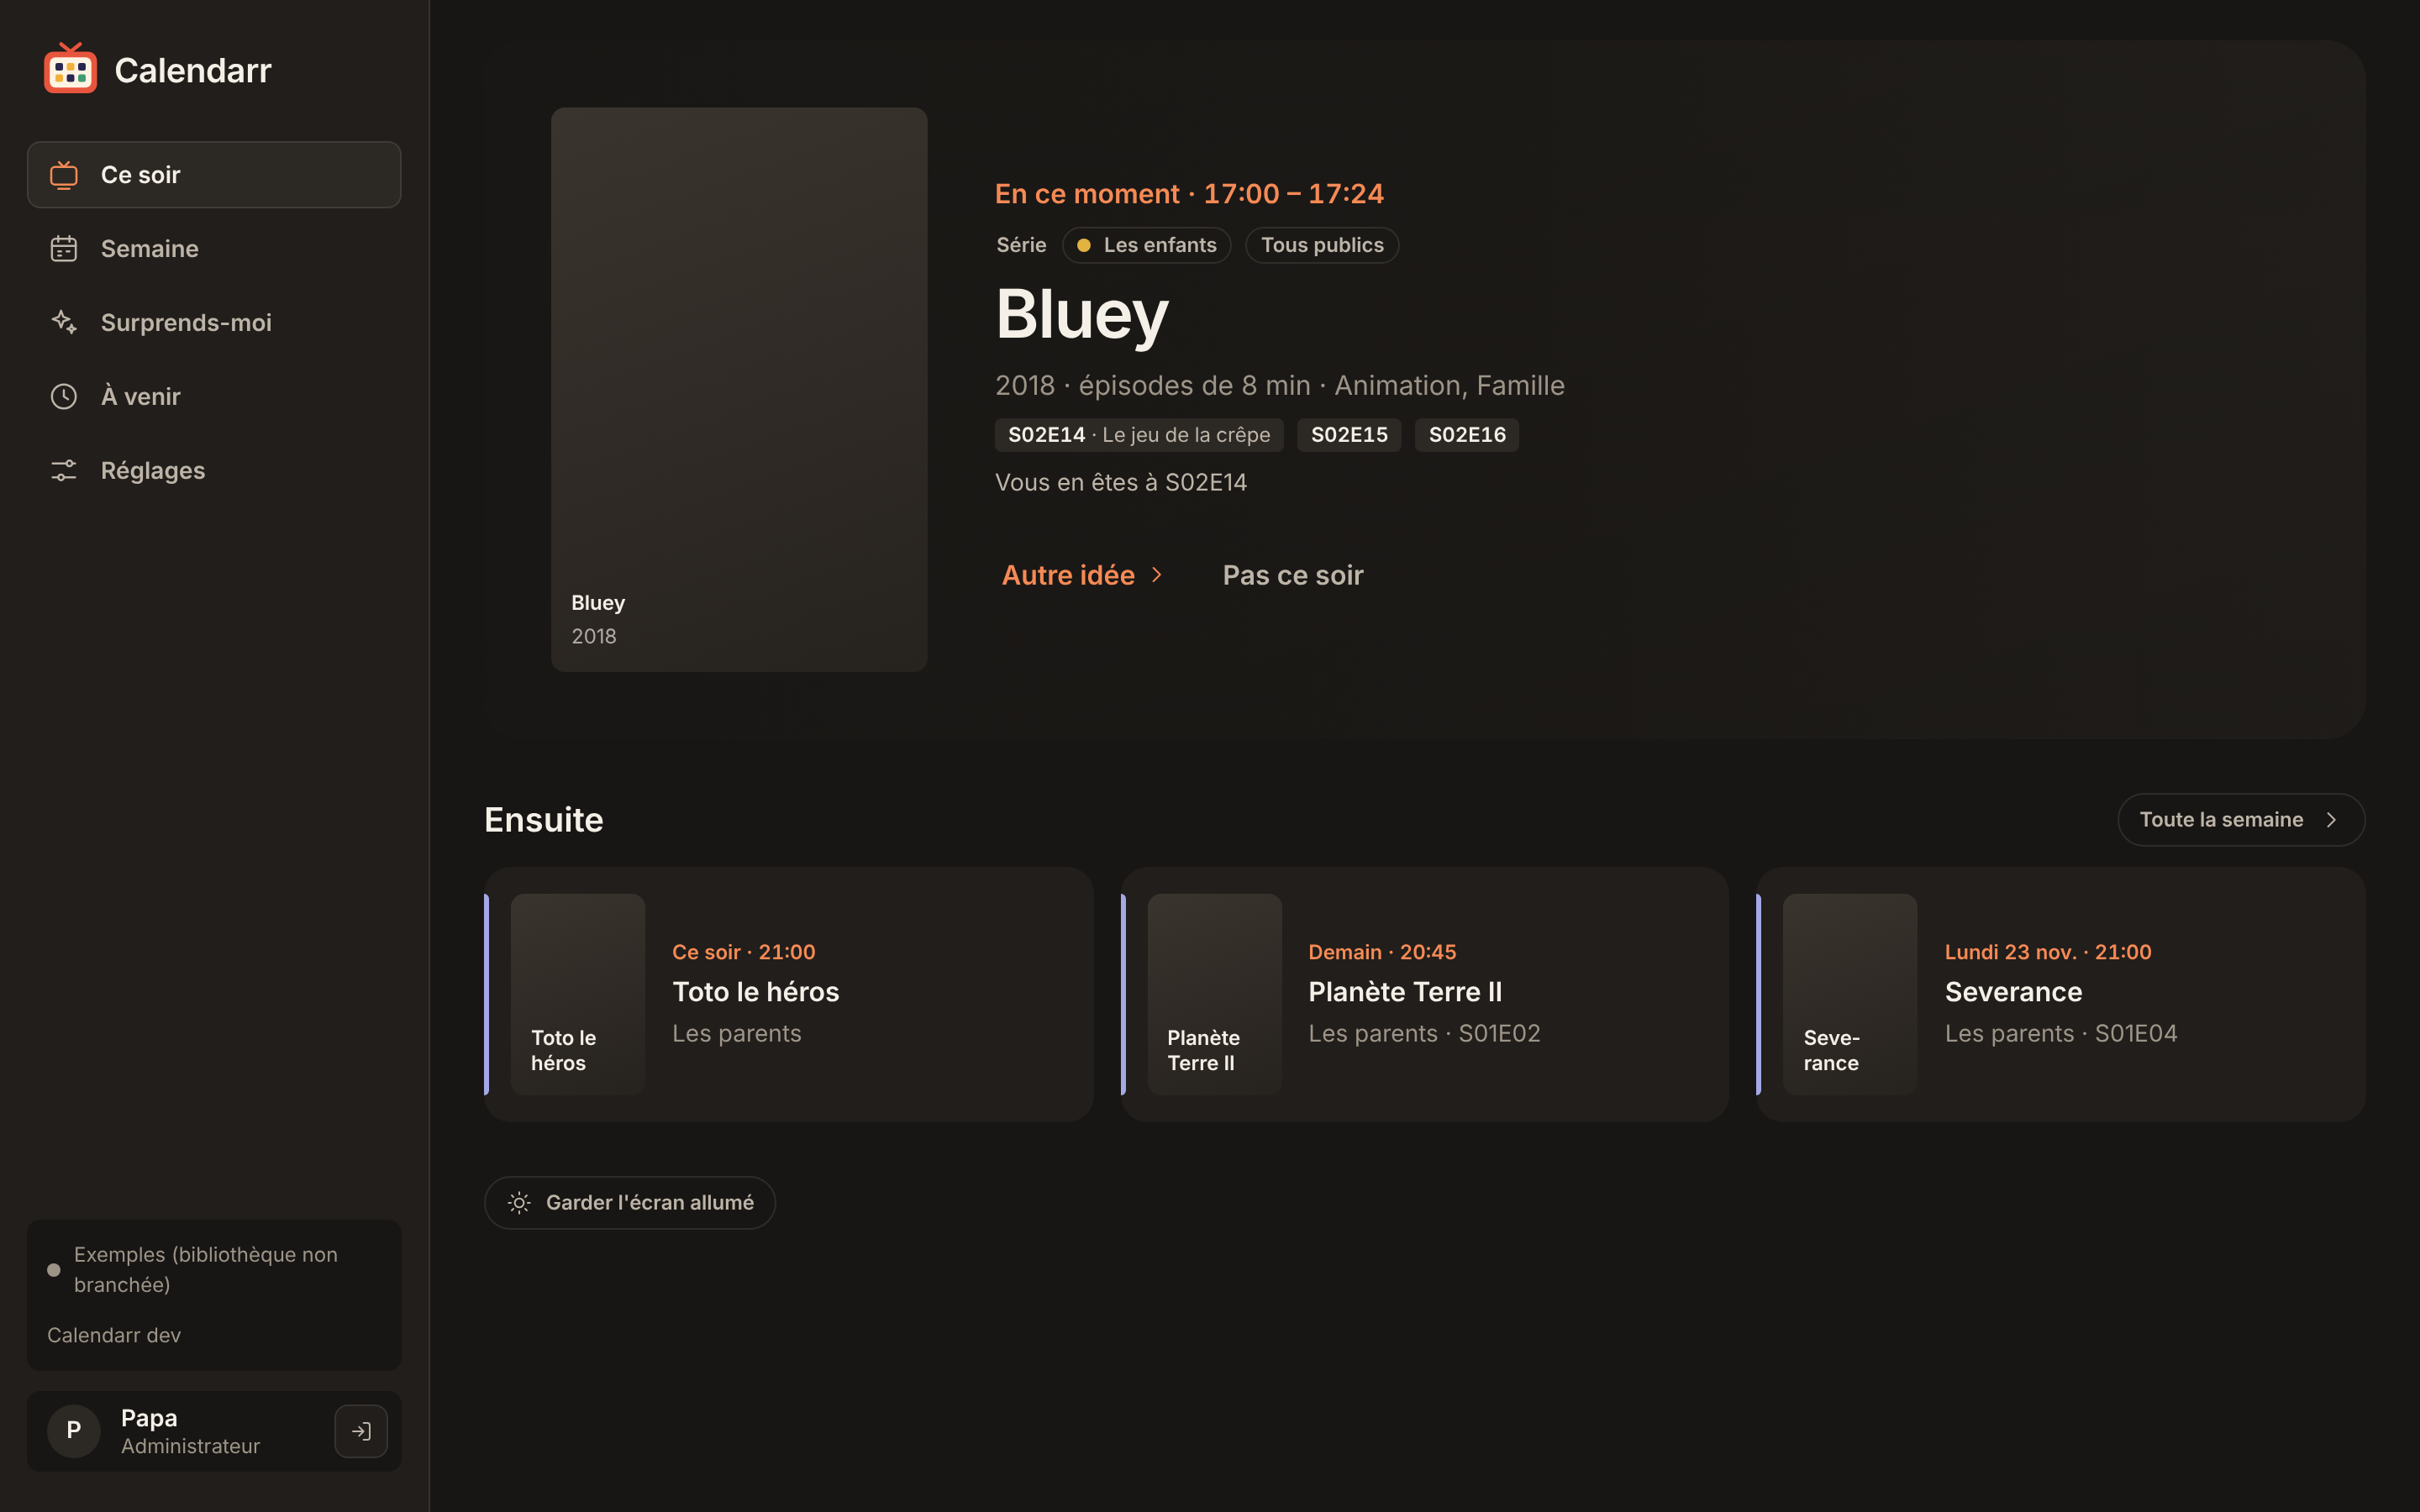 Calendarr
Ce soir
Semaine
Surprends-moi
À venir
Réglages
Exemples (bibliothèque non
branchée)
Calendarr dev
P
Papa
Administrateur
Bluey
2018
En ce moment · 17:00 – 17:24
Série Les enfants Tous publics
Bluey
2018 · épisodes de 8 min · Animation, Famille
S02E14 · Le jeu de la crêpe S02E15 S02E16
Vous en êtes à S02E14
Autre idée Pas ce soir
Ensuite
Toute la semaine
Toto le
héros
Ce soir · 21:00
Toto le héros
Les parents
Planète
Terre II
Demain · 20:45
Planète Terre II
Les parents · S01E02
Seve-
rance
Lundi 23 nov. · 21:00
Severance
Les parents · S01E04
Garder l'écran allumé